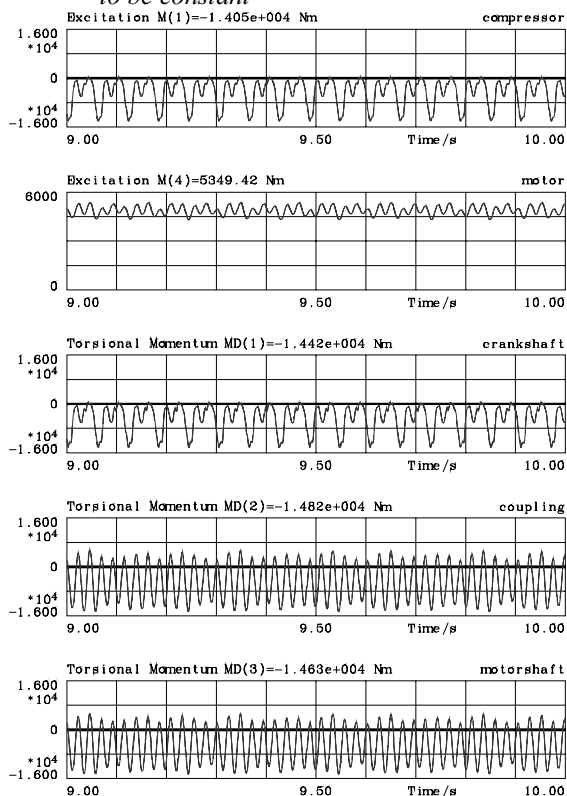 to be constant
Excitation M(1)=-1.405e+004 Nm compressor
1.600
*10⁴
0
*10⁴
-1.600
9.00 9.50 Time/s 10.00
Excitation M(4)=5349.42 Nm motor
6000
0
9.00 9.50 Time/s 10.00
Torsional Momentum MD(1)=-1.442e+004 Nm crankshaft
1.600
*10⁴
0
*10⁴
-1.600
9.00 9.50 Time/s 10.00
Torsional Momentum MD(2)=-1.482e+004 Nm coupling
1.600
*10⁴
0
*10⁴
-1.600
9.00 9.50 Time/s 10.00
Torsional Momentum MD(3)=-1.463e+004 Nm motorshaft
1.600
*10⁴
0
*10⁴
-1.600
9.00 9.50 Time/s 10.00